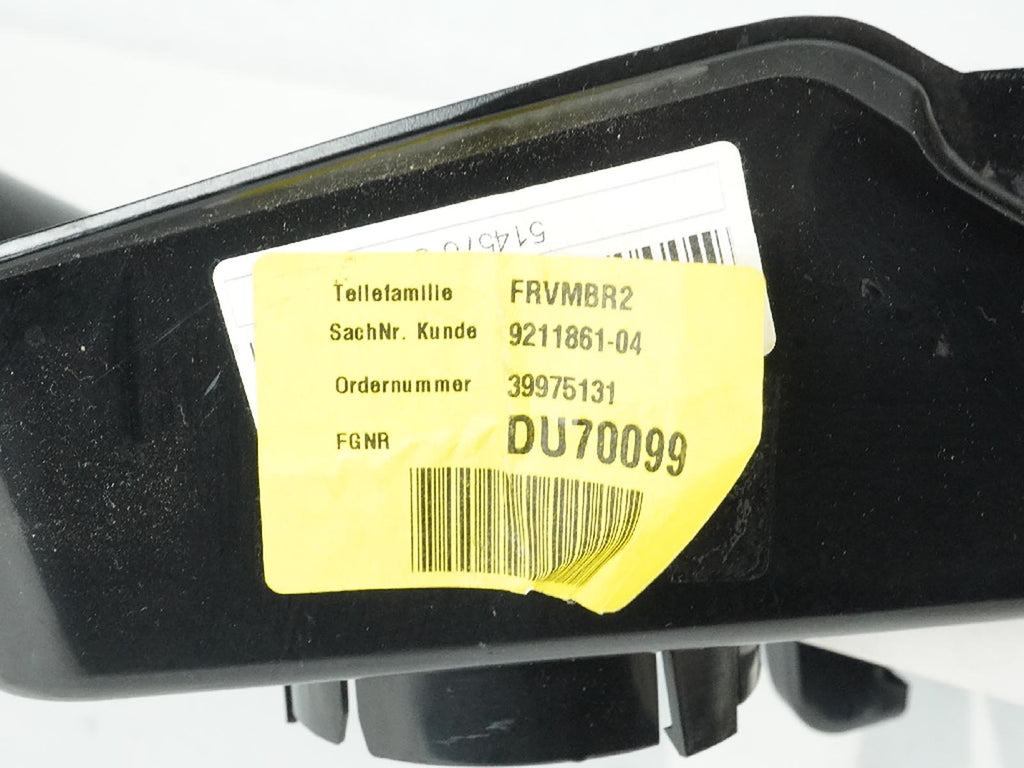 Teilefamilie FRVMBR2
SachNr. Kunde 9211861-04
Ordernummer 39975131
FGNR DU70099